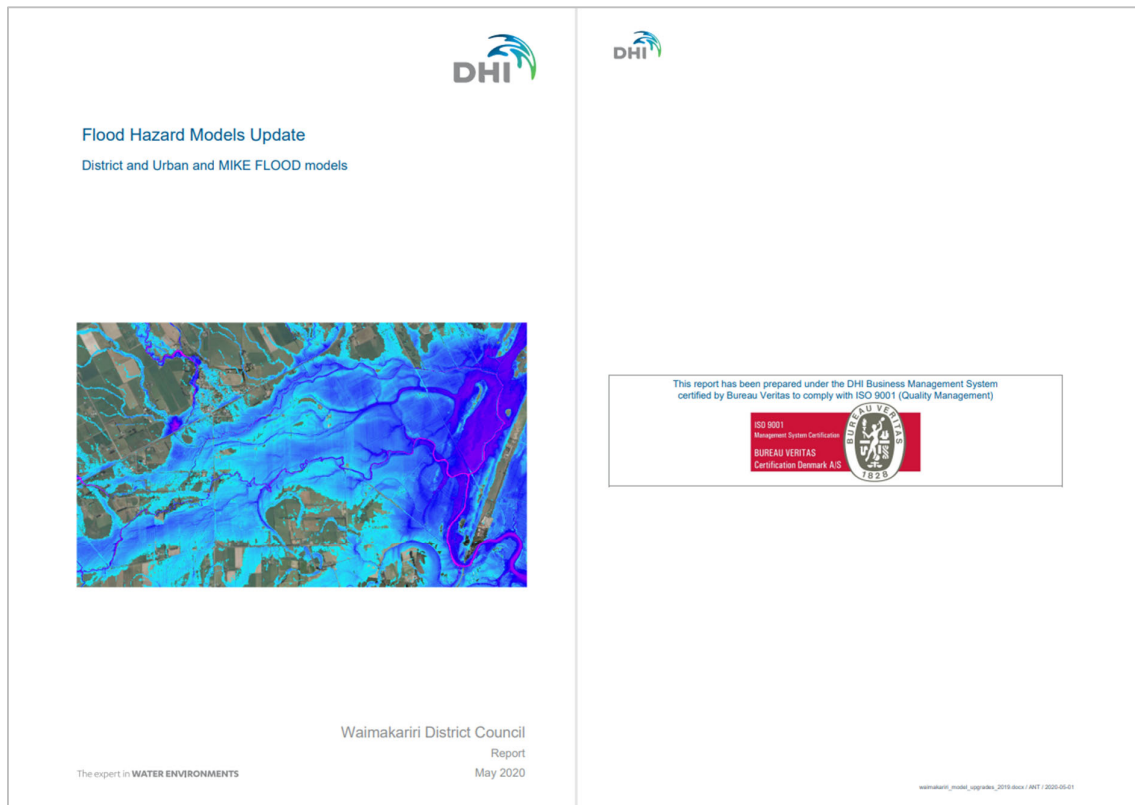 DHI
Flood Hazard Models Update
District and Urban and MIKE FLOOD models
Waimakariri District Council
Report
The expert in WATER ENVIRONMENTS
May 2020
DHI
This report has been prepared under the DHI Business Management System
certified by Bureau Veritas to comply with ISO 9001 (Quality Management)
ISO 9001
Management System Certification
BUREAU VERITAS
Certification Denmark A/S
BUREAU VERITAS
1828
waimakariri_model_upgrades_2019.docx / ANT / 2020-05-01